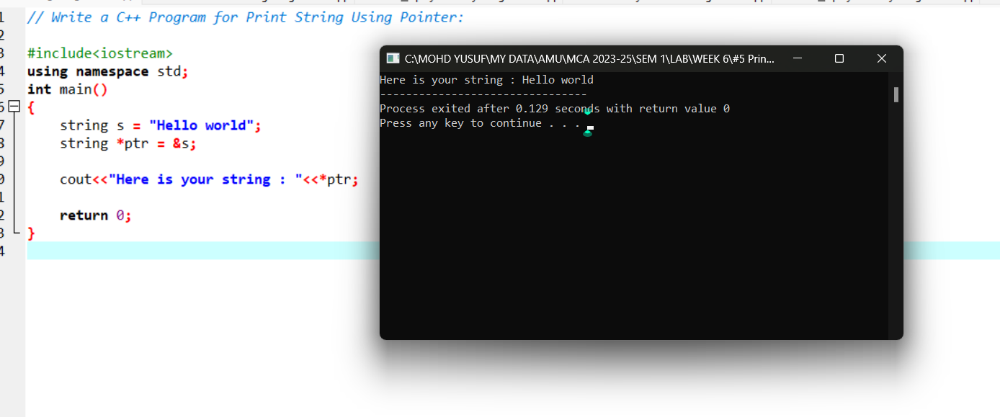 // Write a C++ Program for Print String Using Pointer:
#include<iostream>
using namespace std;
int main()
{
string s = "Hello world";
string *ptr = &s;
cout<<"Here is your string : "<<*ptr;
return 0;
}
C:\MOHD YUSUF\MY DATA\AMU\MCA 2023-25\SEM 1\LAB\WEEK 6\#5 Prin...
Here is your string : Hello world
--------------------------------
Process exited after 0.129 seconds with return value 0
Press any key to continue . . .